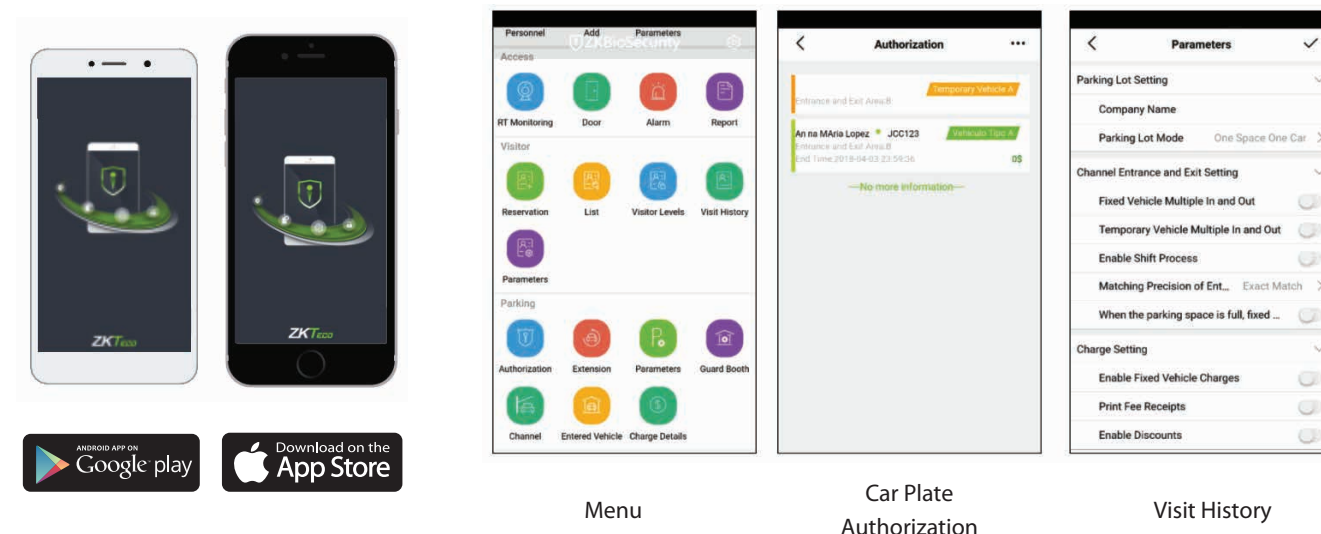 ZKTECO
ZKTECO
ANDROID APP ON
Google play
Download on the
App Store
Personnel Add Parameters
ZKBioSecurity
Access
RT Monitoring Door Alarm Report
Visitor
Reservation List Visitor Levels Visit History
Parameters
Parking
Authorization Extension Parameters Guard Booth
Channel Entered Vehicle Charge Details
Menu
Authorization
Temporary Vehicle A
Entrance and Exit Area:B
An na MAria Lopez JCC123 Vehiculo Tipo A
Entrance and Exit Area:B
End Time:2018-04-03 23:59:36 0$
—No more information—
Car Plate
Authorization
Parameters
Parking Lot Setting
Company Name
Parking Lot Mode One Space One Car
Channel Entrance and Exit Setting
Fixed Vehicle Multiple In and Out
Temporary Vehicle Multiple In and Out
Enable Shift Process
Matching Precision of Ent... Exact Match
When the parking space is full, fixed ...
Charge Setting
Enable Fixed Vehicle Charges
Print Fee Receipts
Enable Discounts
Visit History